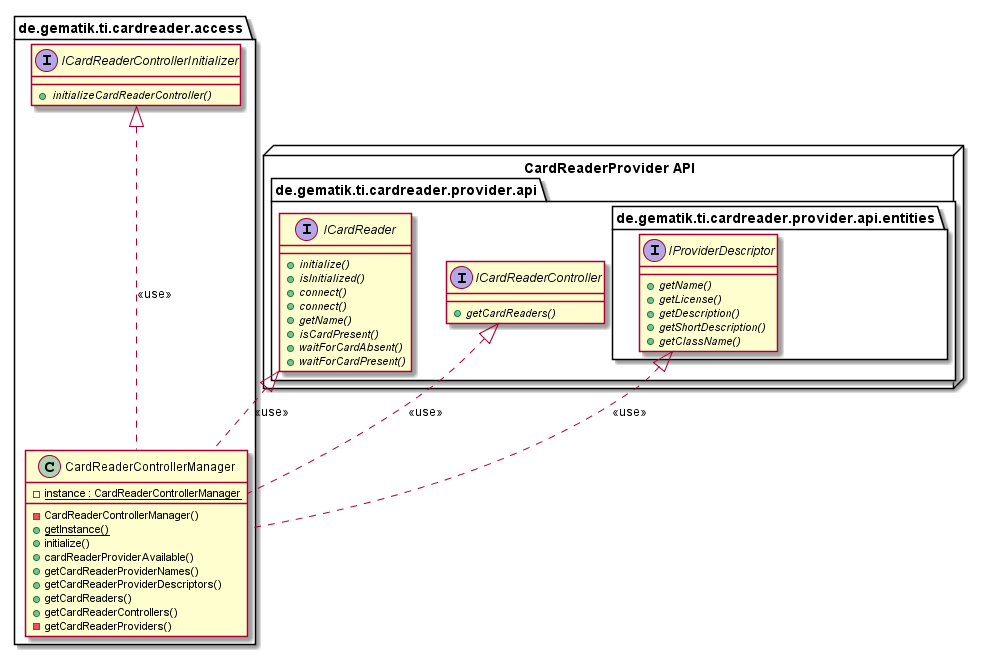 de.gematik.ti.cardreader.access
I ICardReaderControllerInitializer
initializeCardReaderController()
«use»
CardReaderProvider API
de.gematik.ti.cardreader.provider.api
I ICardReader
initialize()
isInitialized()
connect()
connect()
getName()
isCardPresent()
waitForCardAbsent()
waitForCardPresent()
I ICardReaderController
getCardReaders()
de.gematik.ti.cardreader.provider.api.entities
I IProviderDescriptor
getName()
getLicense()
getDescription()
getShortDescription()
getClassName()
«use»
«use»
«use»
C CardReaderControllerManager
instance : CardReaderControllerManager
CardReaderControllerManager()
getInstance()
initialize()
cardReaderProviderAvailable()
getCardReaderProviderNames()
getCardReaderProviderDescriptors()
getCardReaders()
getCardReaderControllers()
getCardReaderProviders()